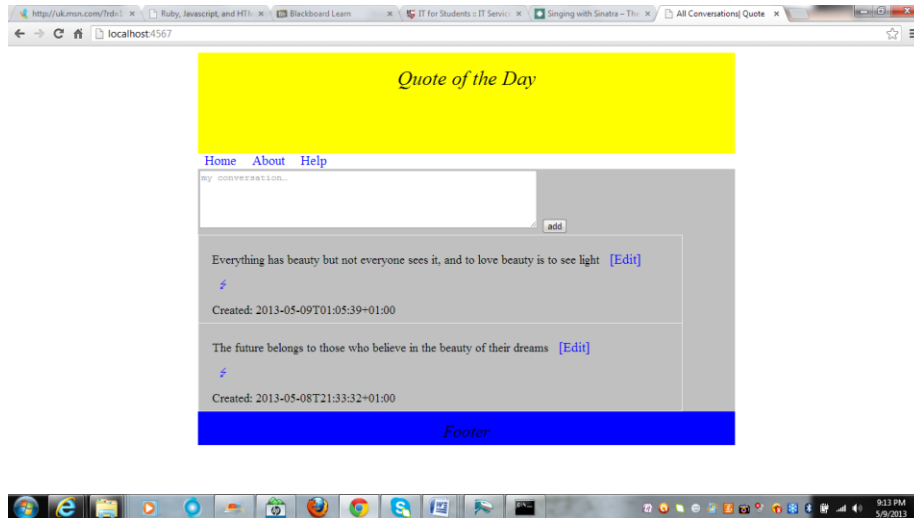 http://uk.msn.com/?rd=1
Ruby, Javascript, and HT
Blackboard Learn
IT for Students :: IT Servic
Singing with Sinatra – The
All Conversations| Quote
localhost:4567
Quote of the Day
Home About Help
my conversation…
add
Everything has beauty but not everyone sees it, and to love beauty is to see light [Edit]
Created: 2013-05-09T01:05:39+01:00
The future belongs to those who believe in the beauty of their dreams [Edit]
Created: 2013-05-08T21:33:32+01:00
Footer
9:13 PM
5/9/2013